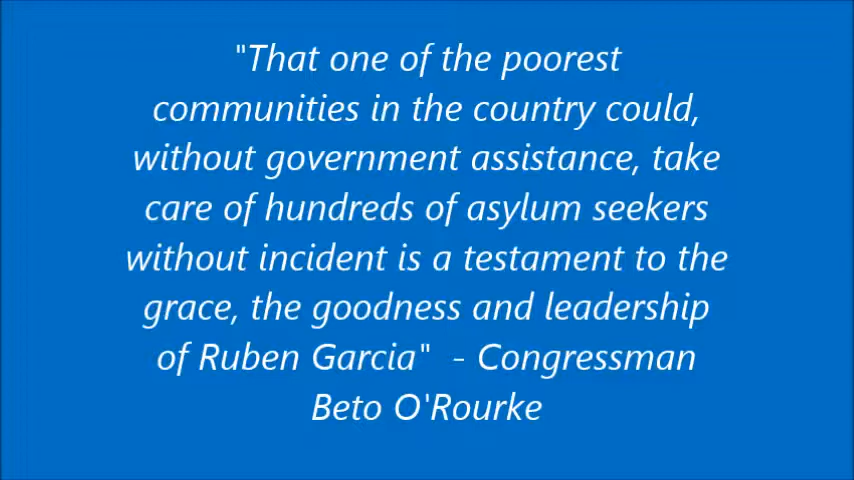 "That one of the poorest
communities in the country could,
without government assistance, take
care of hundreds of asylum seekers
without incident is a testament to the
grace, the goodness and leadership
of Ruben Garcia"  - Congressman
Beto O'Rourke